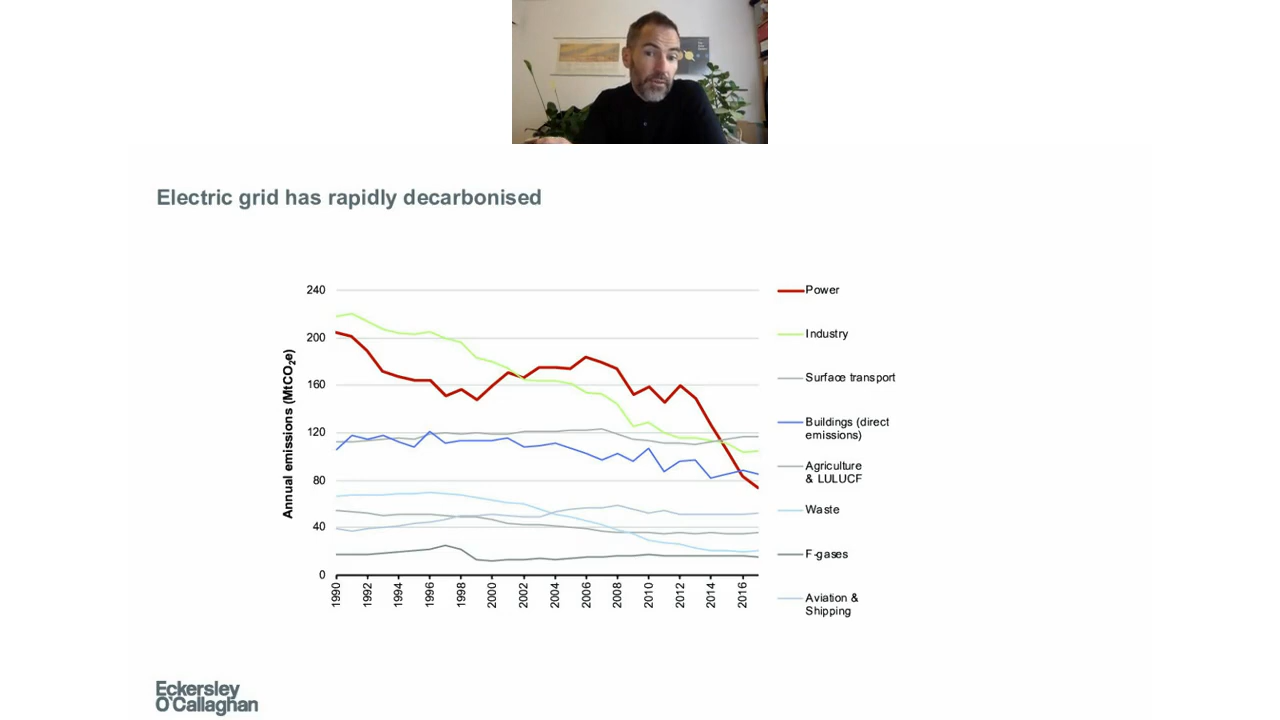 Electric grid has rapidly decarbonised
Annual emissions (MtCO₂e)
240
200
160
120
80
40
0
1990
1992
1994
1996
1998
2000
2002
2004
2006
2008
2010
2012
2014
2016
Power
Industry
Surface transport
Buildings (direct
emissions)
Agriculture
& LULUCF
Waste
F-gases
Aviation &
Shipping
Eckersley
O'Callaghan